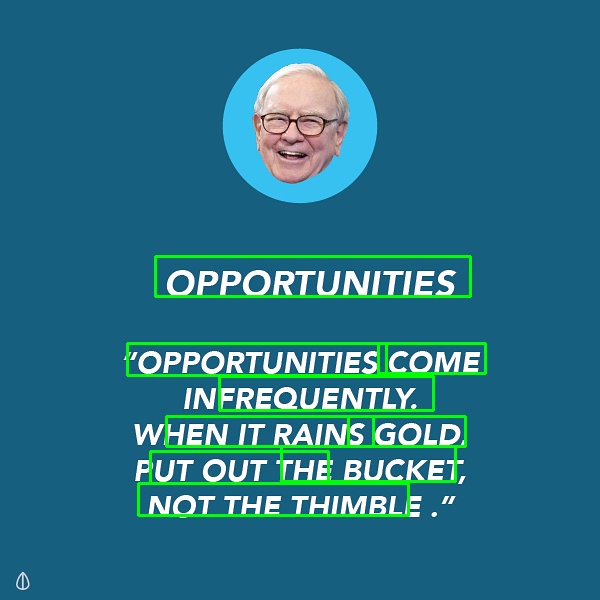 OPPORTUNITIES
"OPPORTUNITIES COME
INFREQUENTLY.
WHEN IT RAINS GOLD,
PUT OUT THE BUCKET,
NOT THE THIMBLE ."